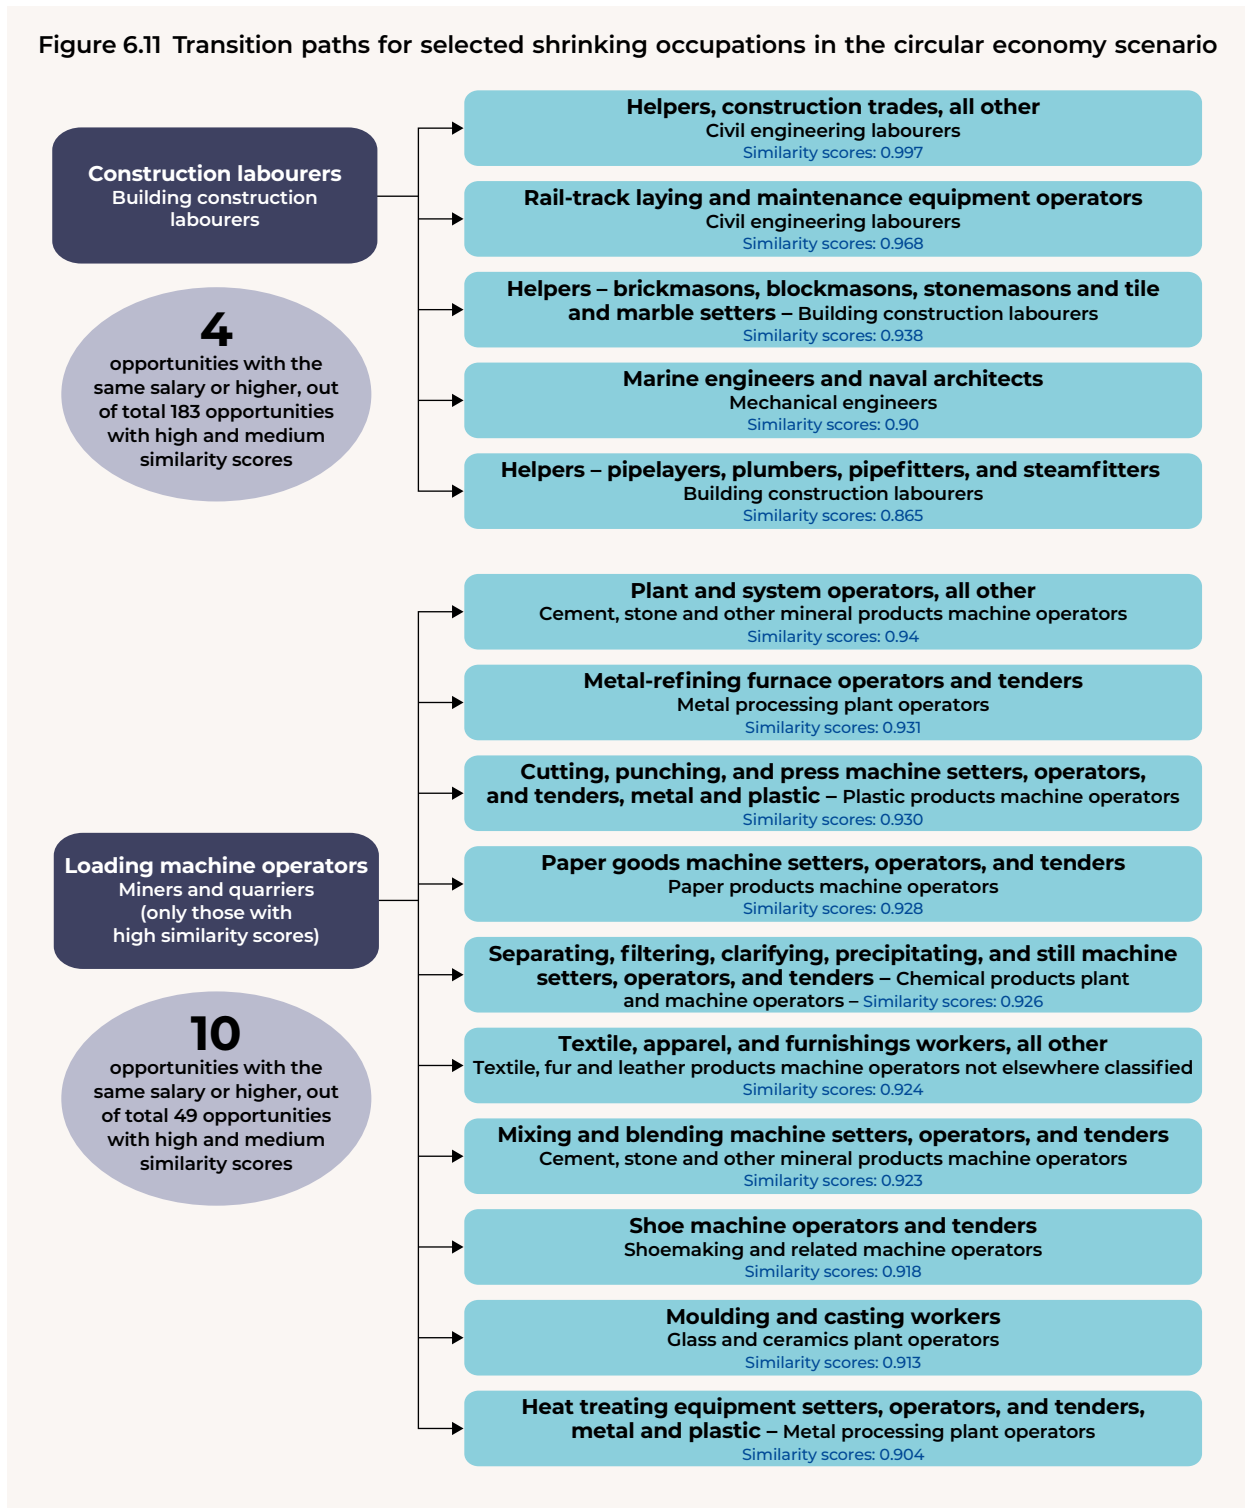 Figure 6.11 Transition paths for selected shrinking occupations in the circular economy scenario
Construction labourers
Building construction
labourers
4
opportunities with the
same salary or higher, out
of total 183 opportunities
with high and medium
similarity scores
Helpers, construction trades, all other
Civil engineering labourers
Similarity scores: 0.997
Rail-track laying and maintenance equipment operators
Civil engineering labourers
Similarity scores: 0.968
Helpers – brickmasons, blockmasons, stonemasons and tile
and marble setters – Building construction labourers
Similarity scores: 0.938
Marine engineers and naval architects
Mechanical engineers
Similarity scores: 0.90
Helpers – pipelayers, plumbers, pipefitters, and steamfitters
Building construction labourers
Similarity scores: 0.865
Loading machine operators
Miners and quarriers
(only those with
high similarity scores)
10
opportunities with the
same salary or higher, out
of total 49 opportunities
with high and medium
similarity scores
Plant and system operators, all other
Cement, stone and other mineral products machine operators
Similarity scores: 0.94
Metal-refining furnace operators and tenders
Metal processing plant operators
Similarity scores: 0.931
Cutting, punching, and press machine setters, operators,
and tenders, metal and plastic – Plastic products machine operators
Similarity scores: 0.930
Paper goods machine setters, operators, and tenders
Paper products machine operators
Similarity scores: 0.928
Separating, filtering, clarifying, precipitating, and still machine
setters, operators, and tenders – Chemical products plant
and machine operators – Similarity scores: 0.926
Textile, apparel, and furnishings workers, all other
Textile, fur and leather products machine operators not elsewhere classified
Similarity scores: 0.924
Mixing and blending machine setters, operators, and tenders
Cement, stone and other mineral products machine operators
Similarity scores: 0.923
Shoe machine operators and tenders
Shoemaking and related machine operators
Similarity scores: 0.918
Moulding and casting workers
Glass and ceramics plant operators
Similarity scores: 0.913
Heat treating equipment setters, operators, and tenders,
metal and plastic – Metal processing plant operators
Similarity scores: 0.904